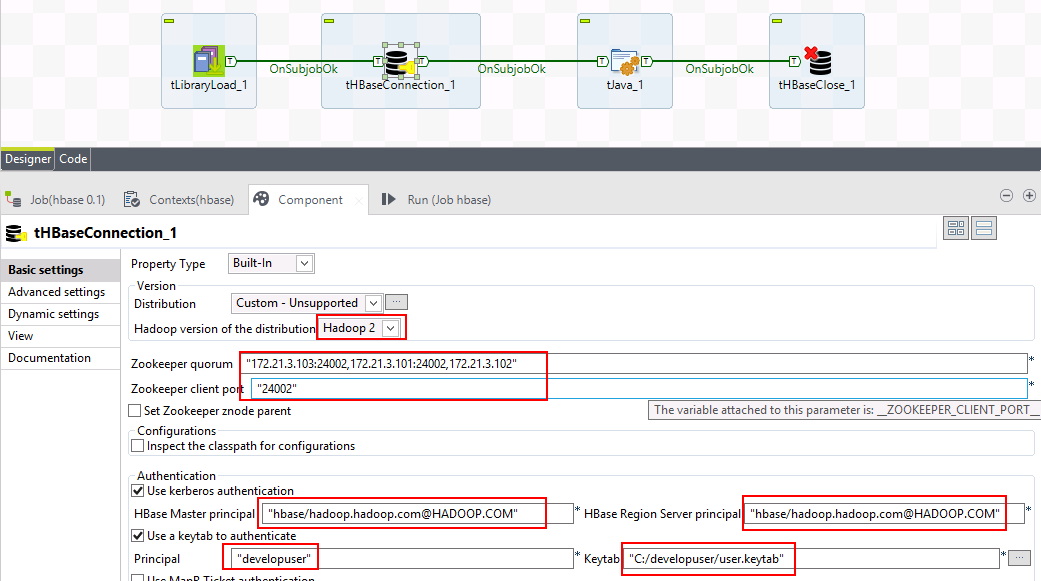 T T T T T T
OnSubjobOk OnSubjobOk OnSubjobOk
tLibraryLoad_1 tHBaseConnection_1 tJava_1 tHBaseClose_1
Designer Code
Job(hbase 0.1) Contexts(hbase) Component Run (Job hbase)
tHBaseConnection_1
Basic settings
Advanced settings
Dynamic settings
View
Documentation
Property Type Built-In
Version
Distribution Custom - Unsupported ...
Hadoop version of the distribution Hadoop 2
Zookeeper quorum "172.21.3.103:24002,172.21.3.101:24002,172.21.3.102" *
Zookeeper client port "24002" *
Set Zookeeper znode parent
The variable attached to this parameter is: __ZOOKEEPER_CLIENT_PORT__
Configurations
Inspect the classpath for configurations
Authentication
Use kerberos authentication
HBase Master principal "hbase/hadoop.hadoop.com@HADOOP.COM" * HBase Region Server principal "hbase/hadoop.hadoop.com@HADOOP.COM" *
Use a keytab to authenticate
Principal "developuser" * Keytab "C:/developuser/user.keytab" * ...
Use MapR Ticket authentication